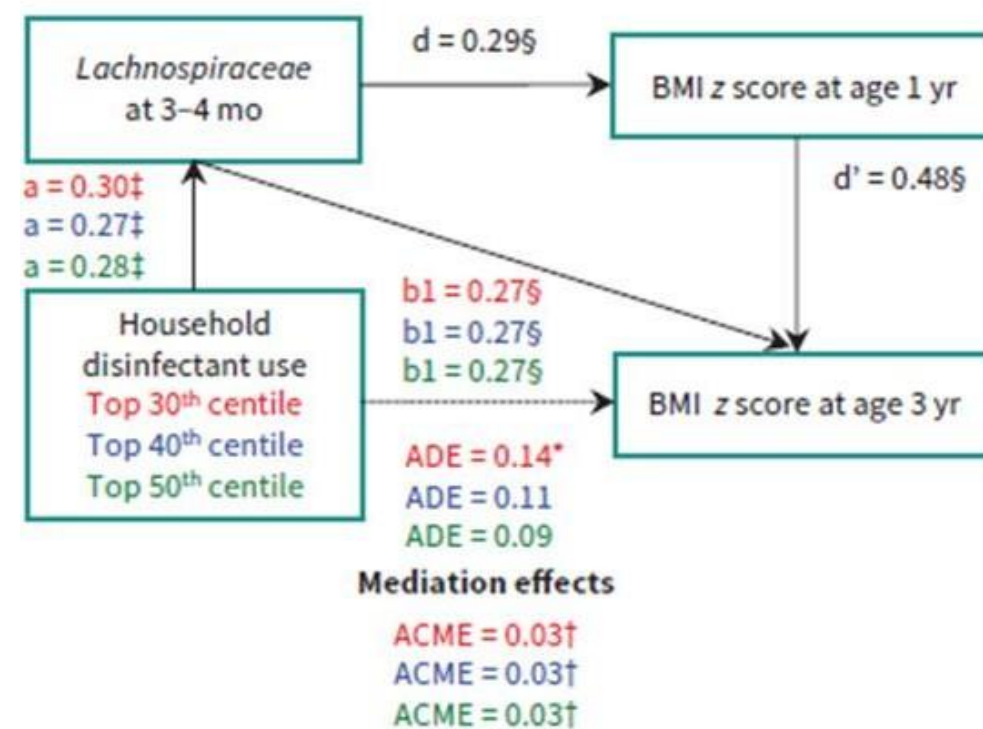 Lachnospiraceae
at 3–4 mo
d = 0.29§
BMI z score at age 1 yr
d’ = 0.48§
a = 0.30‡
a = 0.27‡
a = 0.28‡
Household
disinfectant use
Top 30th centile
Top 40th centile
Top 50th centile
b1 = 0.27§
b1 = 0.27§
b1 = 0.27§
BMI z score at age 3 yr
ADE = 0.14*
ADE = 0.11
ADE = 0.09
Mediation effects
ACME = 0.03†
ACME = 0.03†
ACME = 0.03†